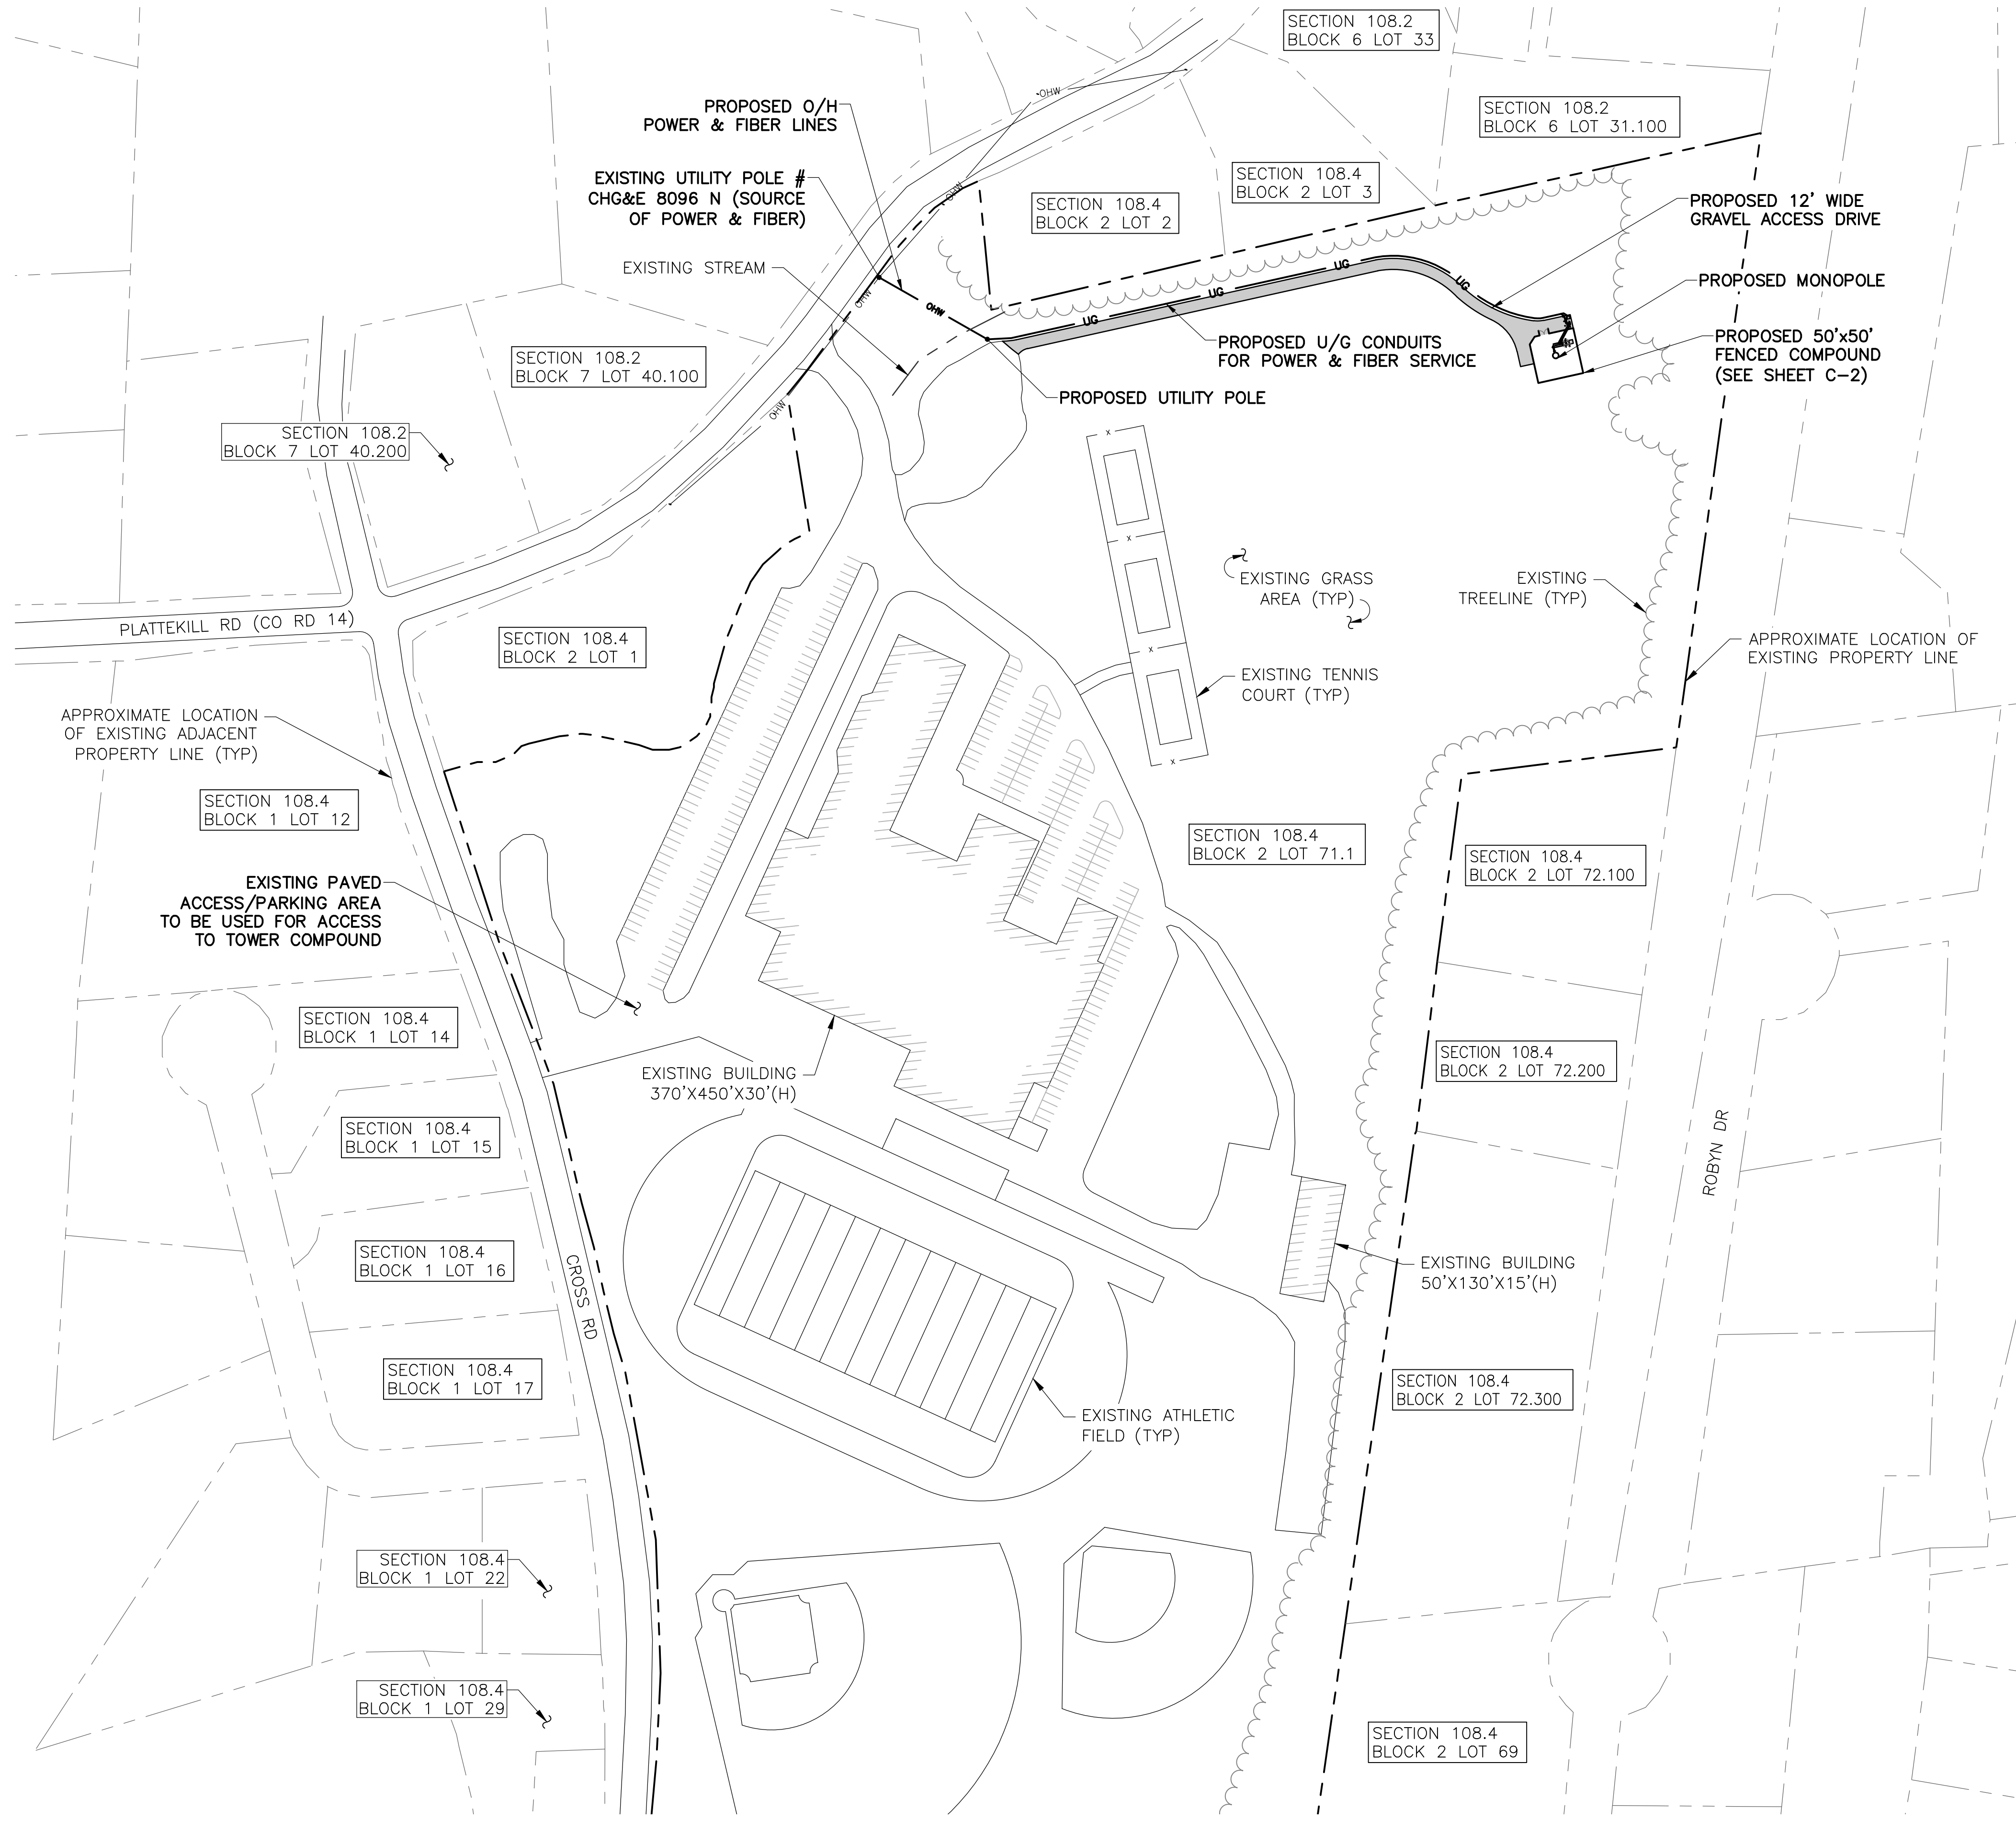 SECTION 108.2
BLOCK 6 LOT 33
OHW
PROPOSED O/H
POWER & FIBER LINES
SECTION 108.2
BLOCK 6 LOT 31.100
EXISTING UTILITY POLE #
CHG&E 8096 N (SOURCE
OF POWER & FIBER)
OHW
SECTION 108.4
BLOCK 2 LOT 3
SECTION 108.4
BLOCK 2 LOT 2
PROPOSED 12' WIDE
GRAVEL ACCESS DRIVE
EXISTING STREAM
OHW
OHW
UG
UG
UG
UG
PROPOSED MONOPOLE
PROPOSED U/G CONDUITS
FOR POWER & FIBER SERVICE
PROPOSED 50'x50'
FENCED COMPOUND
(SEE SHEET C-2)
SECTION 108.2
BLOCK 7 LOT 40.100
PROPOSED UTILITY POLE
OHW
SECTION 108.2
BLOCK 7 LOT 40.200
X
X
X
X
EXISTING GRASS
AREA (TYP)
EXISTING
TREELINE (TYP)
PLATTEKILL RD (CO RD 14)
SECTION 108.4
BLOCK 2 LOT 1
APPROXIMATE LOCATION OF
EXISTING PROPERTY LINE
EXISTING TENNIS
COURT (TYP)
APPROXIMATE LOCATION
OF EXISTING ADJACENT
PROPERTY LINE (TYP)
SECTION 108.4
BLOCK 1 LOT 12
SECTION 108.4
BLOCK 2 LOT 71.1
SECTION 108.4
BLOCK 2 LOT 72.100
EXISTING PAVED
ACCESS/PARKING AREA
TO BE USED FOR ACCESS
TO TOWER COMPOUND
SECTION 108.4
BLOCK 1 LOT 14
EXISTING BUILDING
370'X450'X30'(H)
SECTION 108.4
BLOCK 2 LOT 72.200
SECTION 108.4
BLOCK 1 LOT 15
ROBYN DR
SECTION 108.4
BLOCK 1 LOT 16
CROSS RD
EXISTING BUILDING
50'X130'X15'(H)
SECTION 108.4
BLOCK 1 LOT 17
SECTION 108.4
BLOCK 2 LOT 72.300
EXISTING ATHLETIC
FIELD (TYP)
SECTION 108.4
BLOCK 1 LOT 22
SECTION 108.4
BLOCK 1 LOT 29
SECTION 108.4
BLOCK 2 LOT 69